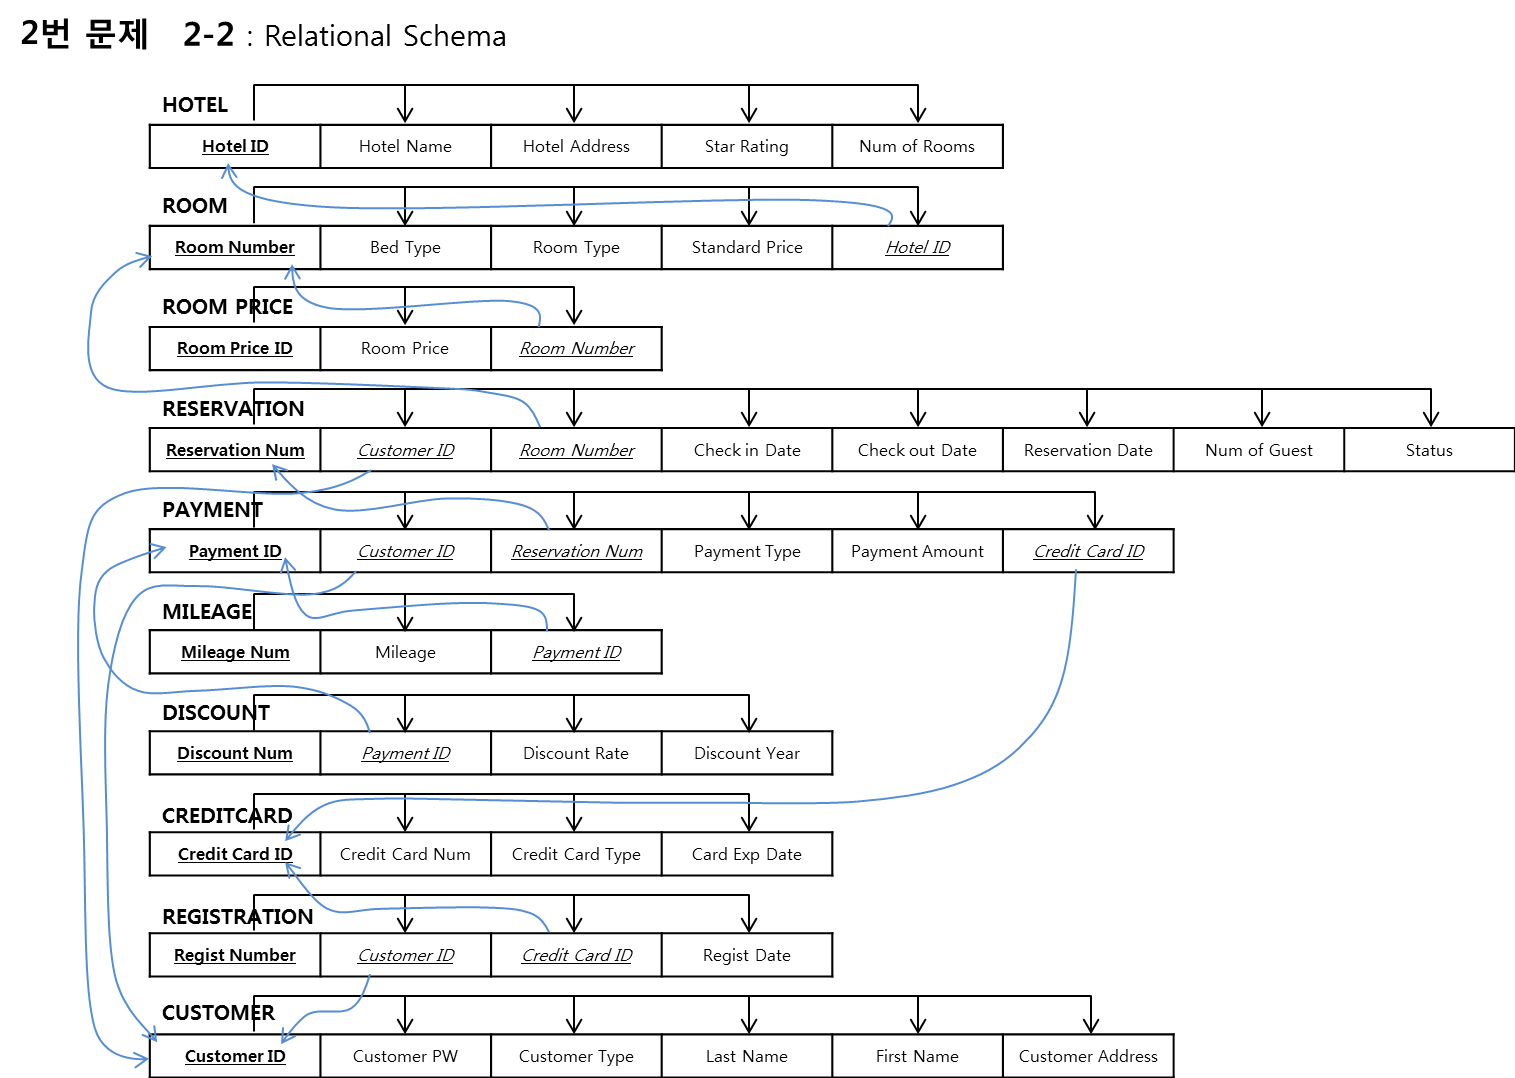 2번 문제 2-2 : Relational Schema
HOTEL
Hotel ID Hotel Name Hotel Address Star Rating Num of Rooms
ROOM
Room Number Bed Type Room Type Standard Price Hotel ID
ROOM PRICE
Room Price ID Room Price Room Number
RESERVATION
Reservation Num Customer ID Room Number Check in Date Check out Date Reservation Date Num of Guest Status
PAYMENT
Payment ID Customer ID Reservation Num Payment Type Payment Amount Credit Card ID
MILEAGE
Mileage Num Mileage Payment ID
DISCOUNT
Discount Num Payment ID Discount Rate Discount Year
CREDITCARD
Credit Card ID Credit Card Num Credit Card Type Card Exp Date
REGISTRATION
Regist Number Customer ID Credit Card ID Regist Date
CUSTOMER
Customer ID Customer PW Customer Type Last Name First Name Customer Address